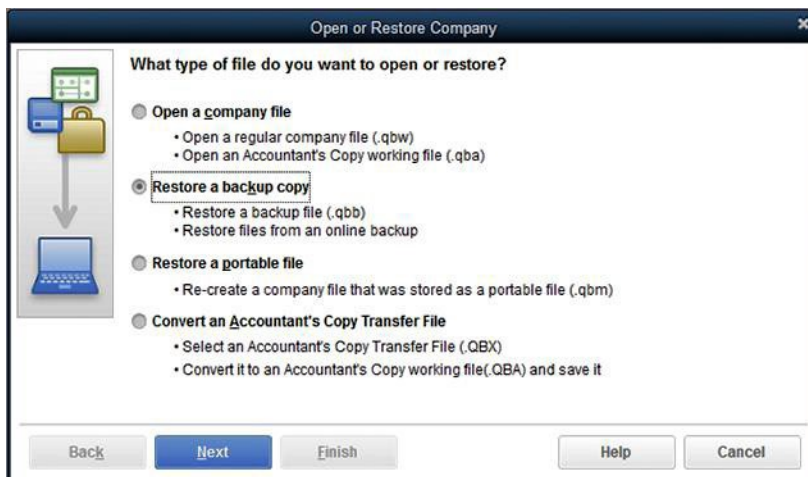 Open or Restore Company
What type of file do you want to open or restore?
Open a company file
• Open a regular company file (.qbw)
• Open an Accountant's Copy working file (.qba)
Restore a backup copy
• Restore a backup file (.qbb)
• Restore files from an online backup
Restore a portable file
• Re-create a company file that was stored as a portable file (.qbm)
Convert an Accountant's Copy Transfer File
• Select an Accountant's Copy Transfer File (.QBX)
• Convert it to an Accountant's Copy working file(.QBA) and save it
Back Next Finish Help Cancel